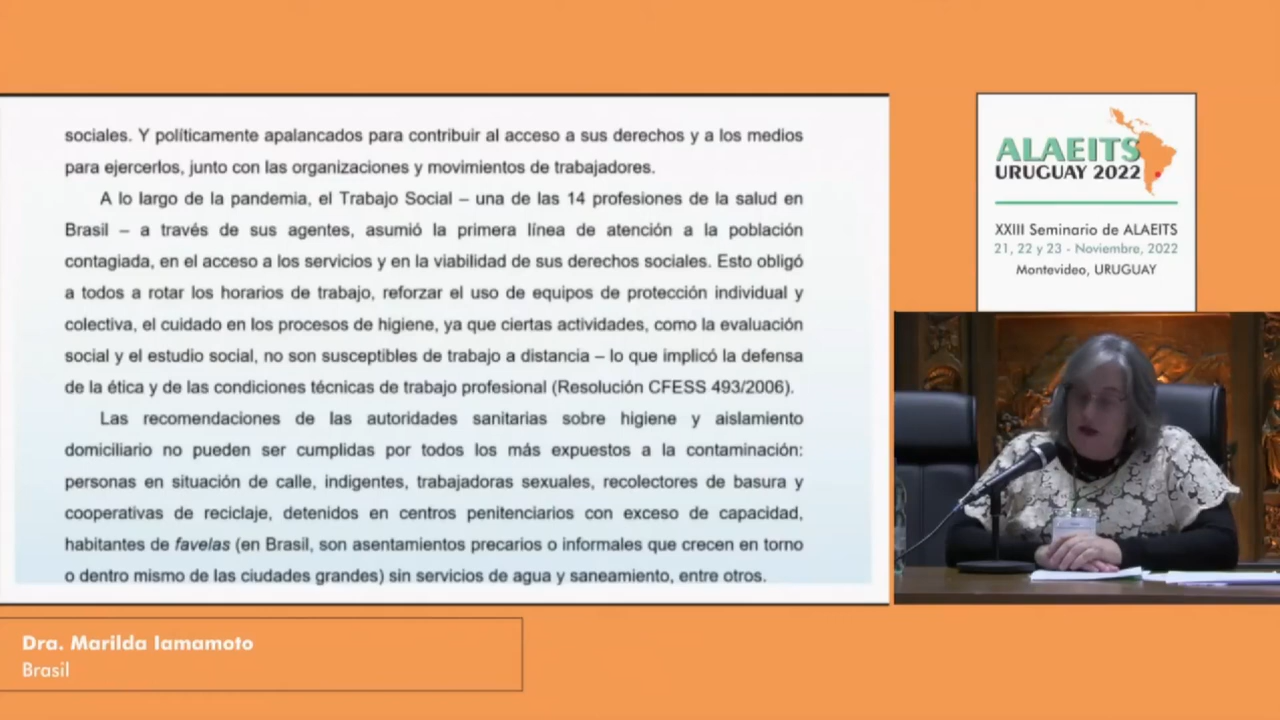 sociales. Y políticamente apalancados para contribuir al acceso a sus derechos y a los medios
para ejercerlos, junto con las organizaciones y movimientos de trabajadores.
A lo largo de la pandemia, el Trabajo Social – una de las 14 profesiones de la salud en
Brasil – a través de sus agentes, asumió la primera línea de atención a la población
contagiada, en el acceso a los servicios y en la viabilidad de sus derechos sociales. Esto obligó
a todos a rotar los horarios de trabajo, reforzar el uso de equipos de protección individual y
colectiva, el cuidado en los procesos de higiene, ya que ciertas actividades, como la evaluación
social y el estudio social, no son susceptibles de trabajo a distancia – lo que implicó la defensa
de la ética y de las condiciones técnicas de trabajo profesional (Resolución CFESS 493/2006).
Las recomendaciones de las autoridades sanitarias sobre higiene y aislamiento
domiciliario no pueden ser cumplidas por todos los más expuestos a la contaminación:
personas en situación de calle, indigentes, trabajadoras sexuales, recolectores de basura y
cooperativas de reciclaje, detenidos en centros penitenciarios con exceso de capacidad,
habitantes de favelas (en Brasil, son asentamientos precarios o informales que crecen en torno
o dentro mismo de las ciudades grandes) sin servicios de agua y saneamiento, entre otros.
ALAEITS
URUGUAY 2022
XXIII Seminario de ALAEITS
21, 22 y 23 - Noviembre, 2022
Montevideo, URUGUAY
Dra. Marilda Iamamoto
Brasil